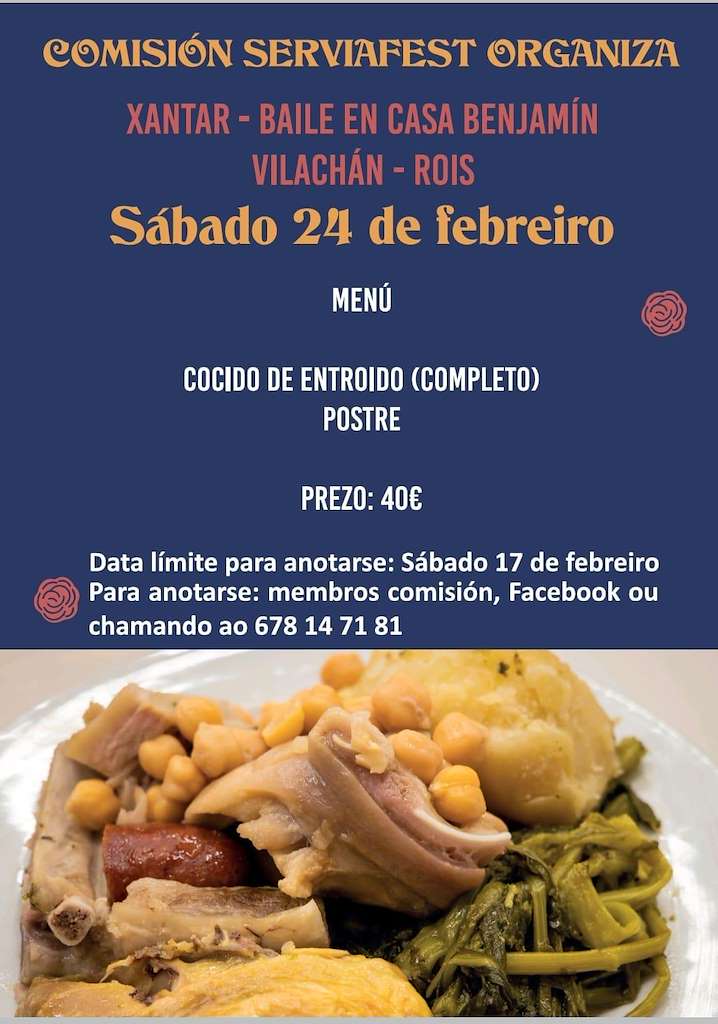 COMISIÓN SERVIAFEST ORGANIZA
XANTAR - BAILE EN CASA BENJAMÍN
VILACHÁN - ROIS
Sábado 24 de febreiro
MENÚ
COCIDO DE ENTROIDO (COMPLETO)
POSTRE
PREZO: 40€
Data límite para anotarse: Sábado 17 de febreiro
Para anotarse: membros comisión, Facebook ou
chamando ao 678 14 71 81